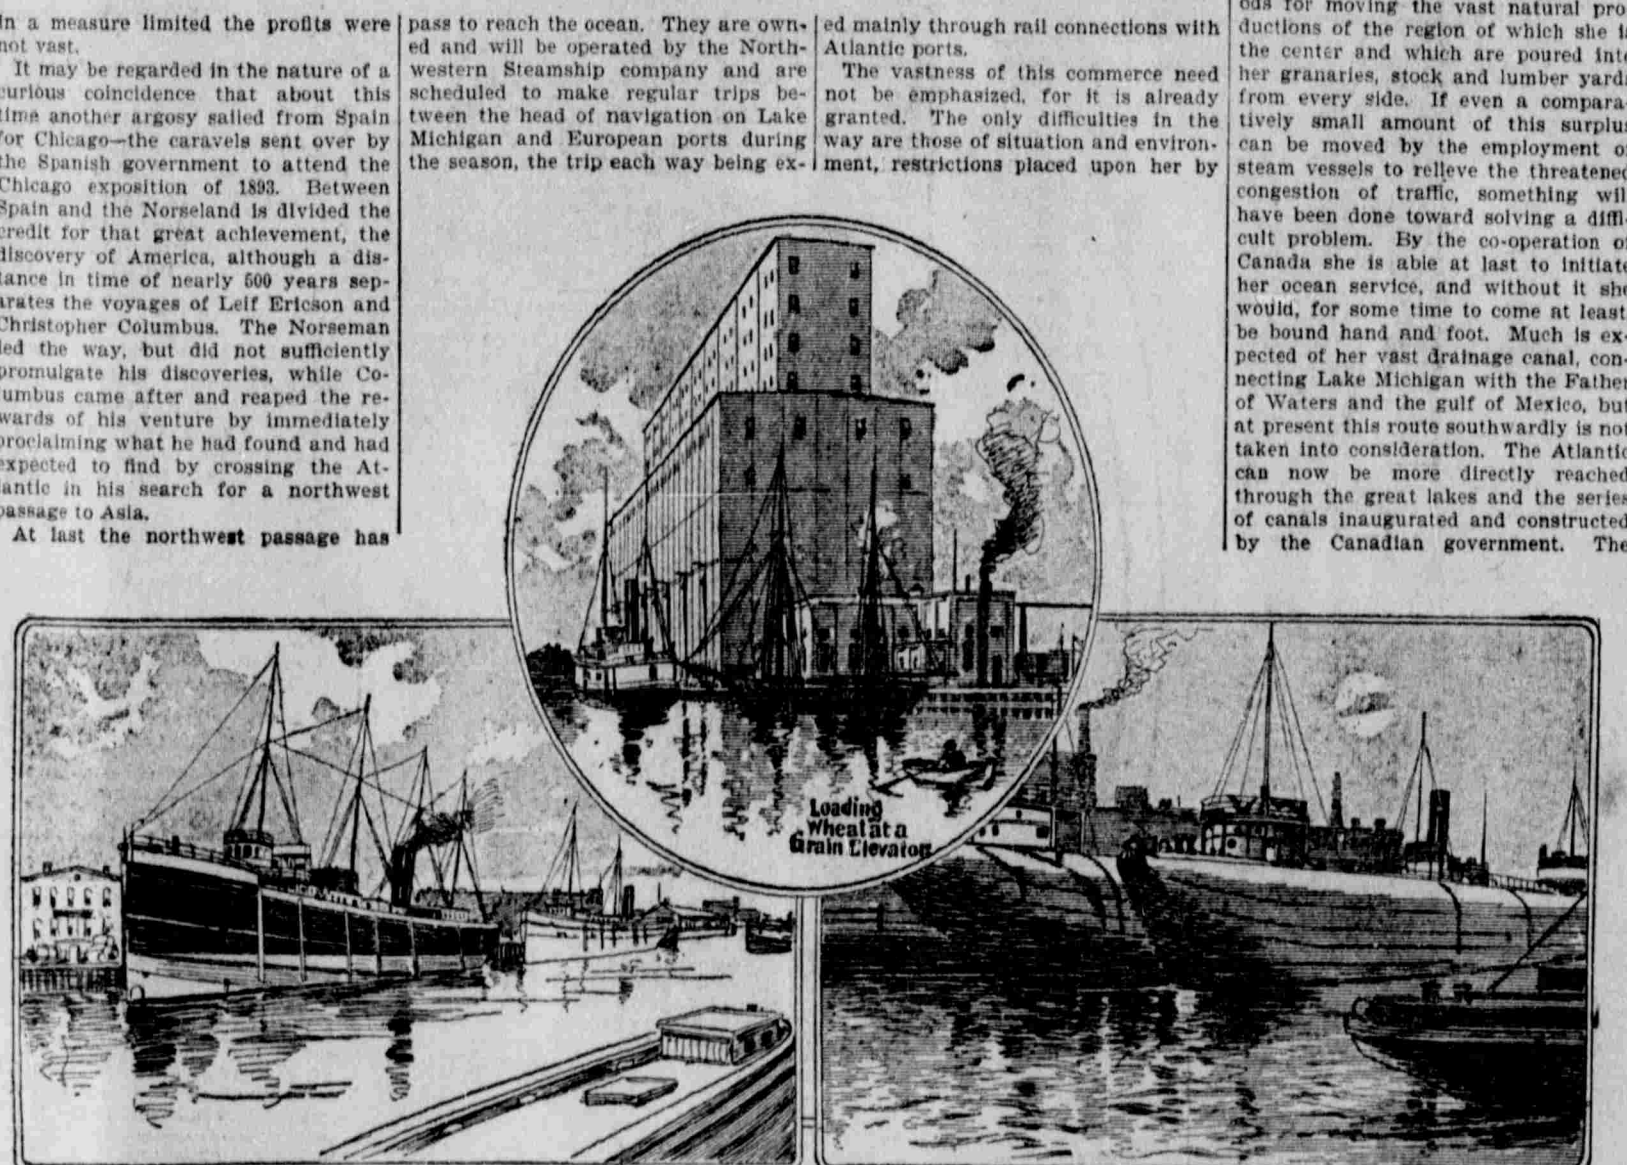 in a measure limited the profits were
not vast.
It may be regarded in the nature of a
curious coincidence that about this
time another argosy sailed from Spain
for Chicago—the caravels sent over by
the Spanish government to attend the
Chicago exposition of 1893. Between
Spain and the Norseland is divided the
credit for that great achievement, the
discovery of America, although a dis-
tance in time of nearly 500 years sep-
arates the voyages of Leif Ericson and
Christopher Columbus. The Norseman
led the way, but did not sufficiently
promulgate his discoveries, while Co-
lumbus came after and reaped the re-
wards of his venture by immediately
proclaiming what he had found and had
expected to find by crossing the At-
lantic in his search for a northwest
passage to Asia.
At last the northwest passage has
pass to reach the ocean. They are own-
ed and will be operated by the North-
western Steamship company and are
scheduled to make regular trips be-
tween the head of navigation on Lake
Michigan and European ports during
the season, the trip each way being ex-
ed mainly through rail connections with
Atlantic ports.
The vastness of this commerce need
not be emphasized, for it is already
granted. The only difficulties in the
way are those of situation and environ-
ment, restrictions placed upon her by
ods for moving the vast natural pro-
ductions of the region of which she is
the center and which are poured into
her granaries, stock and lumber yards
from every side. If even a compara-
tively small amount of this surplus
can be moved by the employment of
steam vessels to relieve the threatened
congestion of traffic, something will
have been done toward solving a diffi-
cult problem. By the co-operation of
Canada she is able at last to initiate
her ocean service, and without it she
would, for some time to come at least,
be bound hand and foot. Much is ex-
pected of her vast drainage canal, con-
necting Lake Michigan with the Father
of Waters and the gulf of Mexico, but
at present this route southwardly is not
taken into consideration. The Atlantic
can now be more directly reached
through the great lakes and the series
of canals inaugurated and constructed
by the Canadian government. The
Loading
Wheat at a
Grain Elevator